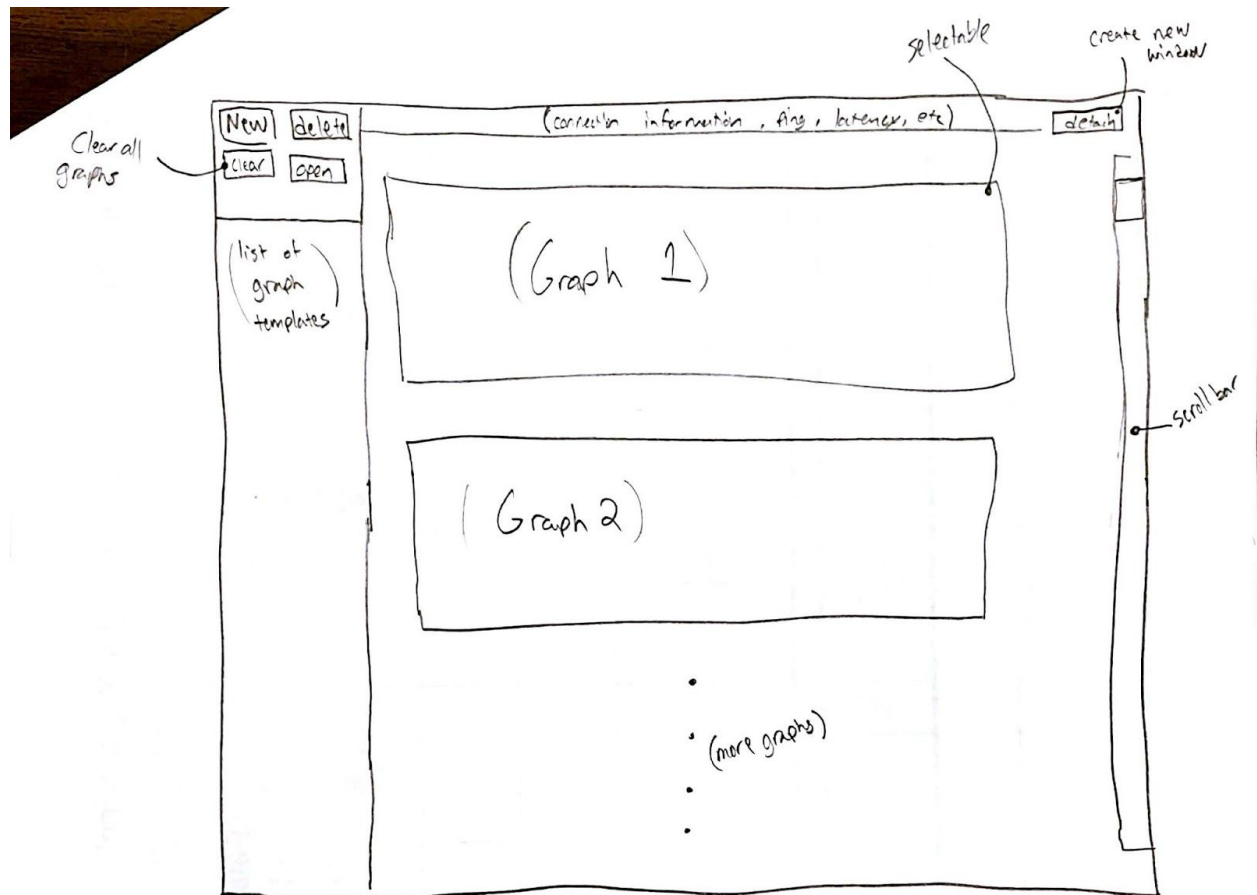 selectable
create new
window
New delete
(connection information, ping, latency, etc)
detach
Clear all
graphs
clear open
(list of
graph
templates)
(Graph 1)
scroll bar
(Graph 2)
(more graphs)